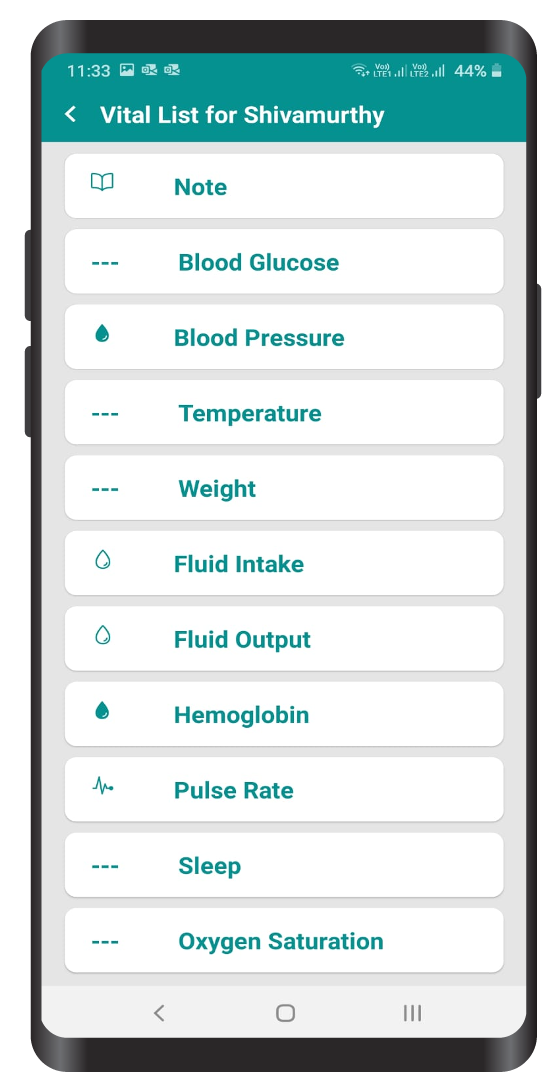 11:33 Vo)) LTE1 Vo)) LTE2 44%
Vital List for Shivamurthy
Note
--- Blood Glucose
Blood Pressure
--- Temperature
--- Weight
Fluid Intake
Fluid Output
Hemoglobin
Pulse Rate
--- Sleep
--- Oxygen Saturation